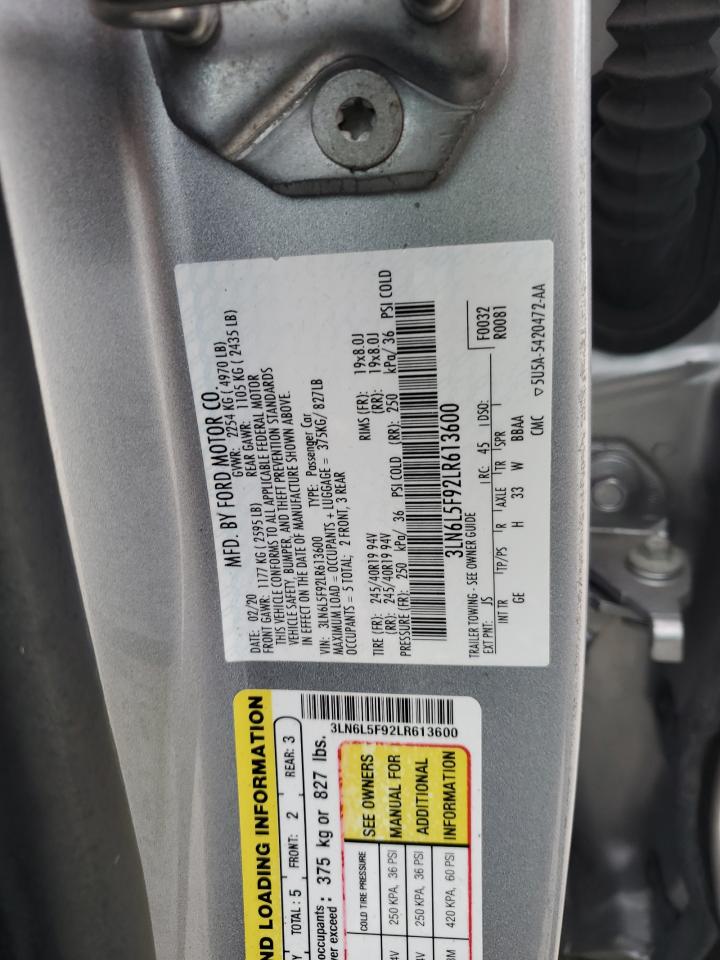 MFD. BY FORD MOTOR CO.
DATE: 02/20 GVWR: 2254 KG ( 4970 LB)
FRONT GAWR: 1177 KG ( 2595 LB) REAR GAWR: 1105 KG ( 2435 LB)
THIS VEHICLE CONFORMS TO ALL APPLICABLE FEDERAL MOTOR
VEHICLE SAFETY, BUMPER, AND THEFT PREVENTION STANDARDS
IN EFFECT ON THE DATE OF MANUFACTURE SHOWN ABOVE.
VIN: 3LN6L5F92LR613600 TYPE: Passenger Car
MAXIMUM LOAD = OCCUPANTS + LUGGAGE = 375KG/ 827LB
OCCUPANTS = 5 TOTAL; 2 FRONT, 3 REAR
TIRE (FR): 245/40R19 94V RIMS (FR): 19x8.0J
(RR): 245/40R19 94V (RR): 19x8.0J
PRESSURE (FR): 250 kPa/ 36 PSI COLD (RR): 250 kPa/ 36 PSI COLD
3LN6L5F92LR613600
TRAILER TOWING - SEE OWNER GUIDE F0032
EXT PNT: JS RC: 45 DSO: R0081
INT TR TP/PS R AXLE TR SPR
GE H 33 W BBAA
CMC ▽5U5A-5420472-AA
ND LOADING INFORMATION
TOTAL: 5 FRONT: 2 REAR: 3
occupants: 375 kg or 827 lbs.
er exceed:
3LN6L5F92LR613600
COLD TIRE PRESSURE SEE OWNERS
4V 250 KPA, 36 PSI MANUAL FOR
4V 250 KPA, 36 PSI ADDITIONAL
8M 420 KPA, 60 PSI INFORMATION